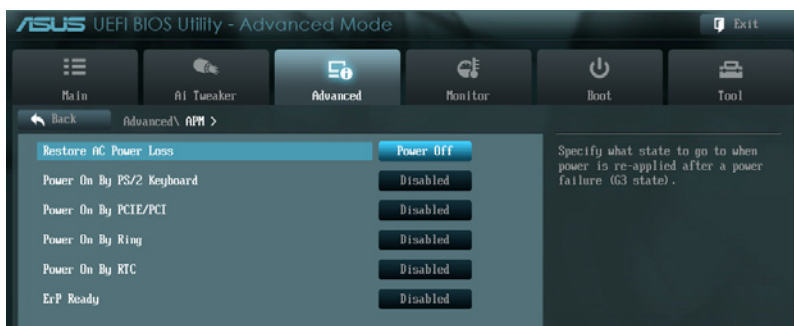 ASUS UEFI BIOS Utility - Advanced Mode
Exit
Main
Ai Tweaker
Advanced
Monitor
Boot
Tool
Back
Advanced\ APM >
Restore AC Power Loss
Power Off
Power On By PS/2 Keyboard
Disabled
Power On By PCIE/PCI
Disabled
Power On By Ring
Disabled
Power On By RTC
Disabled
ErP Ready
Disabled
Specify what state to go to when
power is re-applied after a power
failure (G3 state).